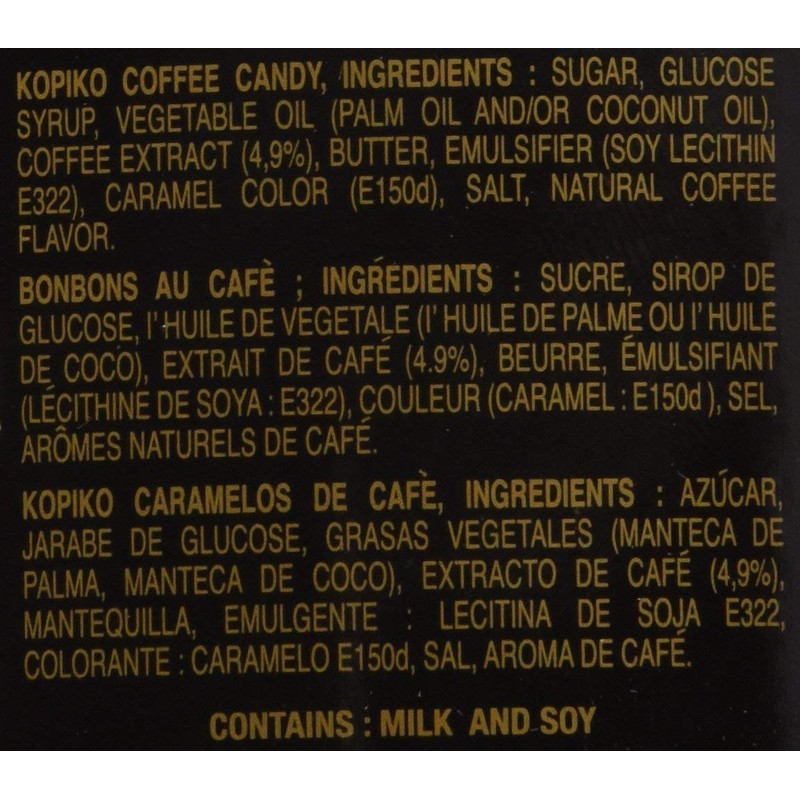 KOPIKO COFFEE CANDY, INGREDIENTS : SUGAR, GLUCOSE
SYRUP, VEGETABLE OIL (PALM OIL AND/OR COCONUT OIL),
COFFEE EXTRACT (4,9%), BUTTER, EMULSIFIER (SOY LECITHIN
E322), CARAMEL COLOR (E150d), SALT, NATURAL COFFEE
FLAVOR.
BONBONS AU CAFÈ ; INGŔEDIENTS : SUCRE, SIROP DE
GLUCOSE, l'HUILE DE VEGETALE (l'HUILE DE PALME OU l'HUILE
DE COCO), EXTRAIT DE CAFÉ (4.9%), BEURRE, ÉMULSIFIANT
(LÉCITHINE DE SOYA : E322), COULEUR (CARAMEL : E150d ), SEL,
ARÔMES NATURELS DE CAFÉ.
KOPIKO CARAMELOS DE CAFÈ, INGREDIENTS : AZÚCAR,
JARABE DE GLUCOSE, GRASAS VEGETALES (MANTECA DE
PALMA, MANTECA DE COCO), EXTRACTO DE CAFÉ (4,9%),
MANTEQUILLA, EMULGENTE : LECITINA DE SOJA E322,
COLORANTE : CARAMELO E150d, SAL, AROMA DE CAFÉ.
CONTAINS : MILK AND SOY